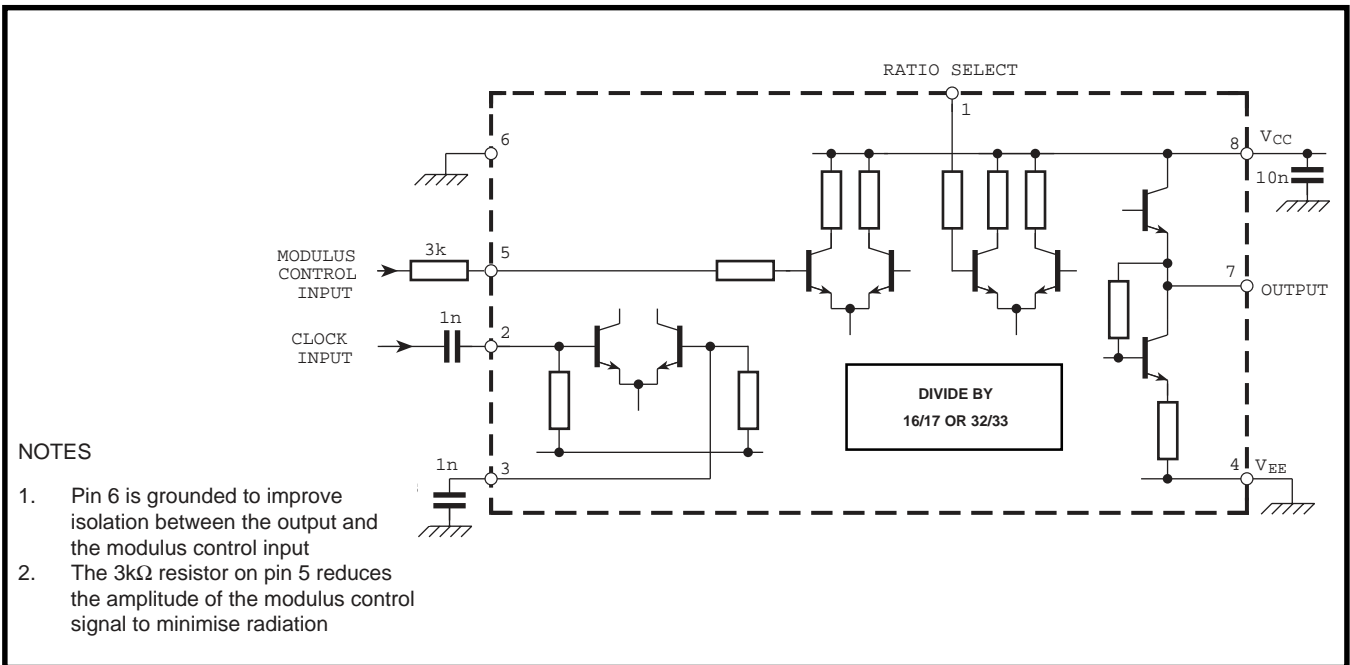 RATIO SELECT
1
6
8
VCC
10n
MODULUS
CONTROL
INPUT
3k
5
7
OUTPUT
CLOCK
INPUT
1n
2
DIVIDE BY
16/17 OR 32/33
1n
3
4
VEE
NOTES
1. Pin 6 is grounded to improve
isolation between the output and
the modulus control input
2. The 3kΩ resistor on pin 5 reduces
the amplitude of the modulus control
signal to minimise radiation